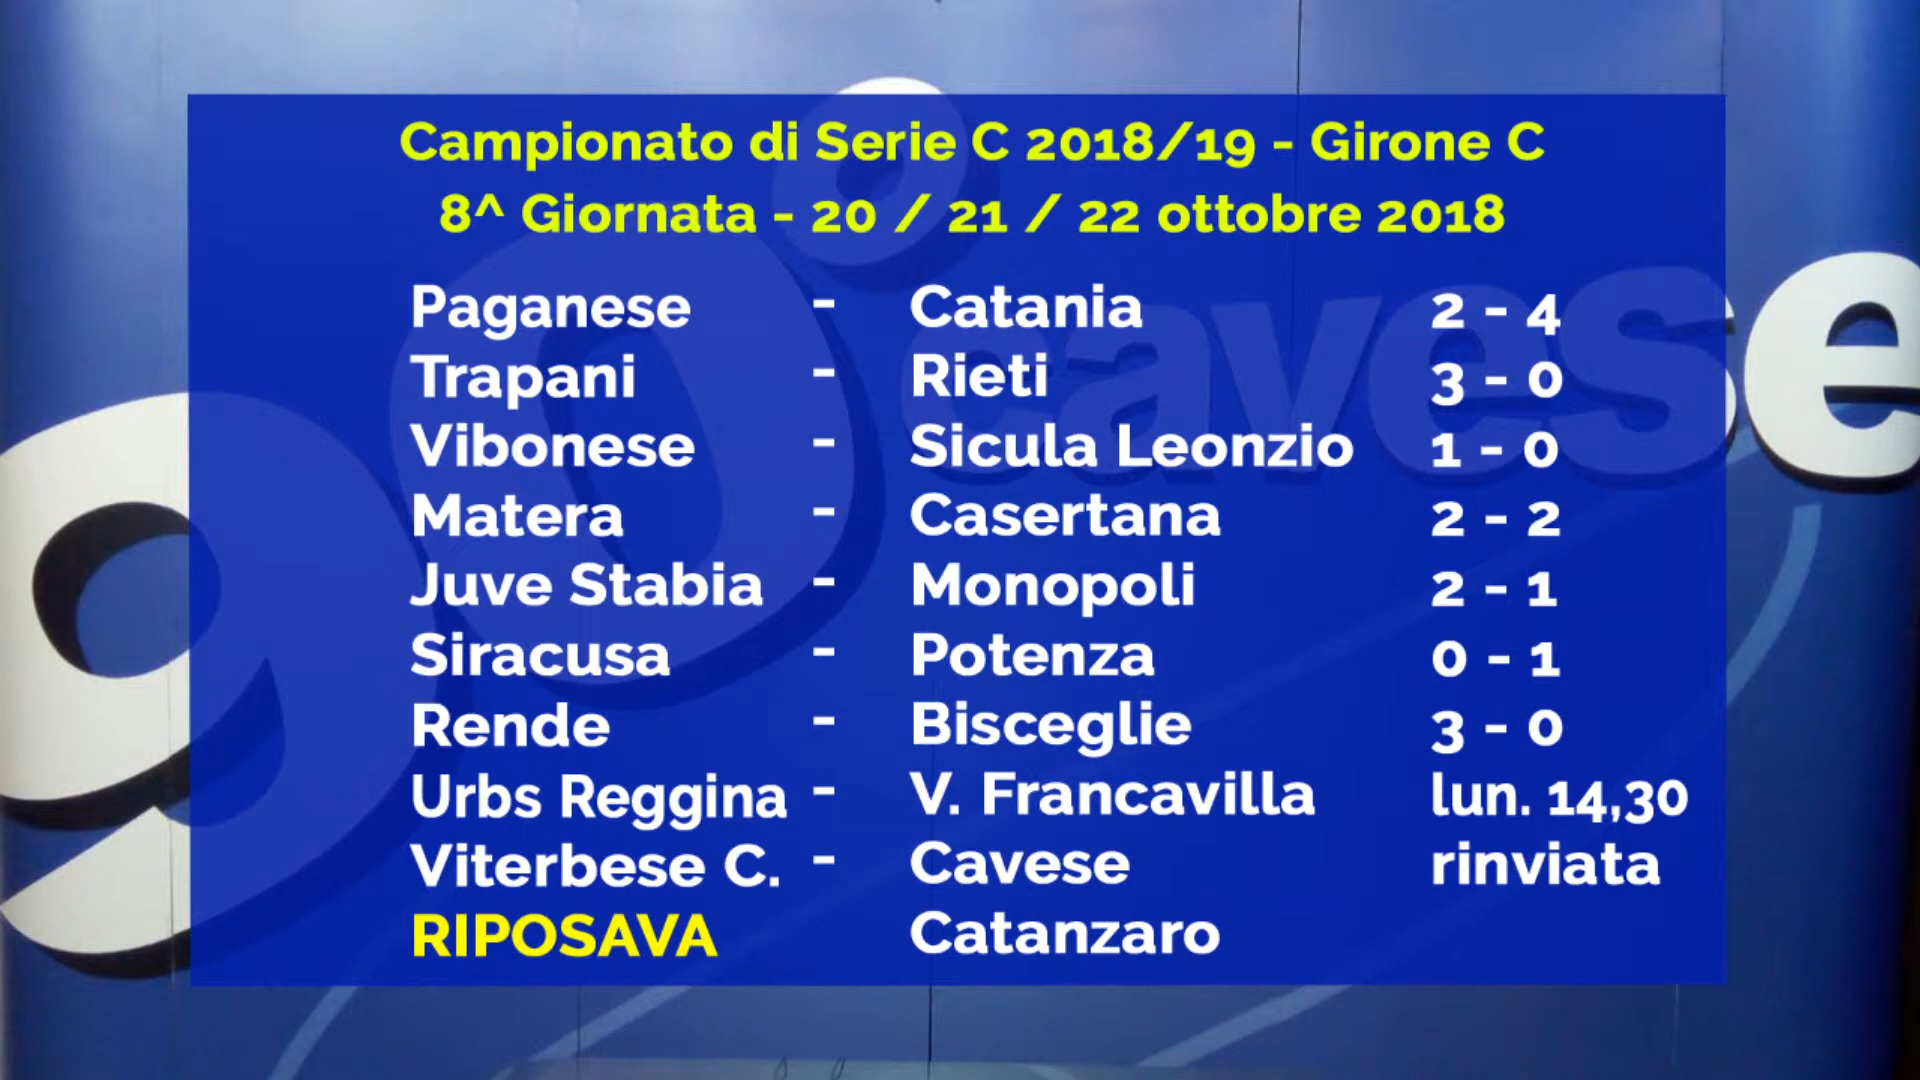 Campionato di Serie C 2018/19 - Girone C
8^ Giornata - 20 / 21 / 22 ottobre 2018
Paganese - Catania 2 - 4
Trapani - Rieti 3 - 0
Vibonese - Sicula Leonzio 1 - 0
Matera - Casertana 2 - 2
Juve Stabia - Monopoli 2 - 1
Siracusa - Potenza 0 - 1
Rende - Bisceglie 3 - 0
Urbs Reggina - V. Francavilla lun. 14,30
Viterbese C. - Cavese rinviata
RIPOSAVA Catanzaro
90° cavese